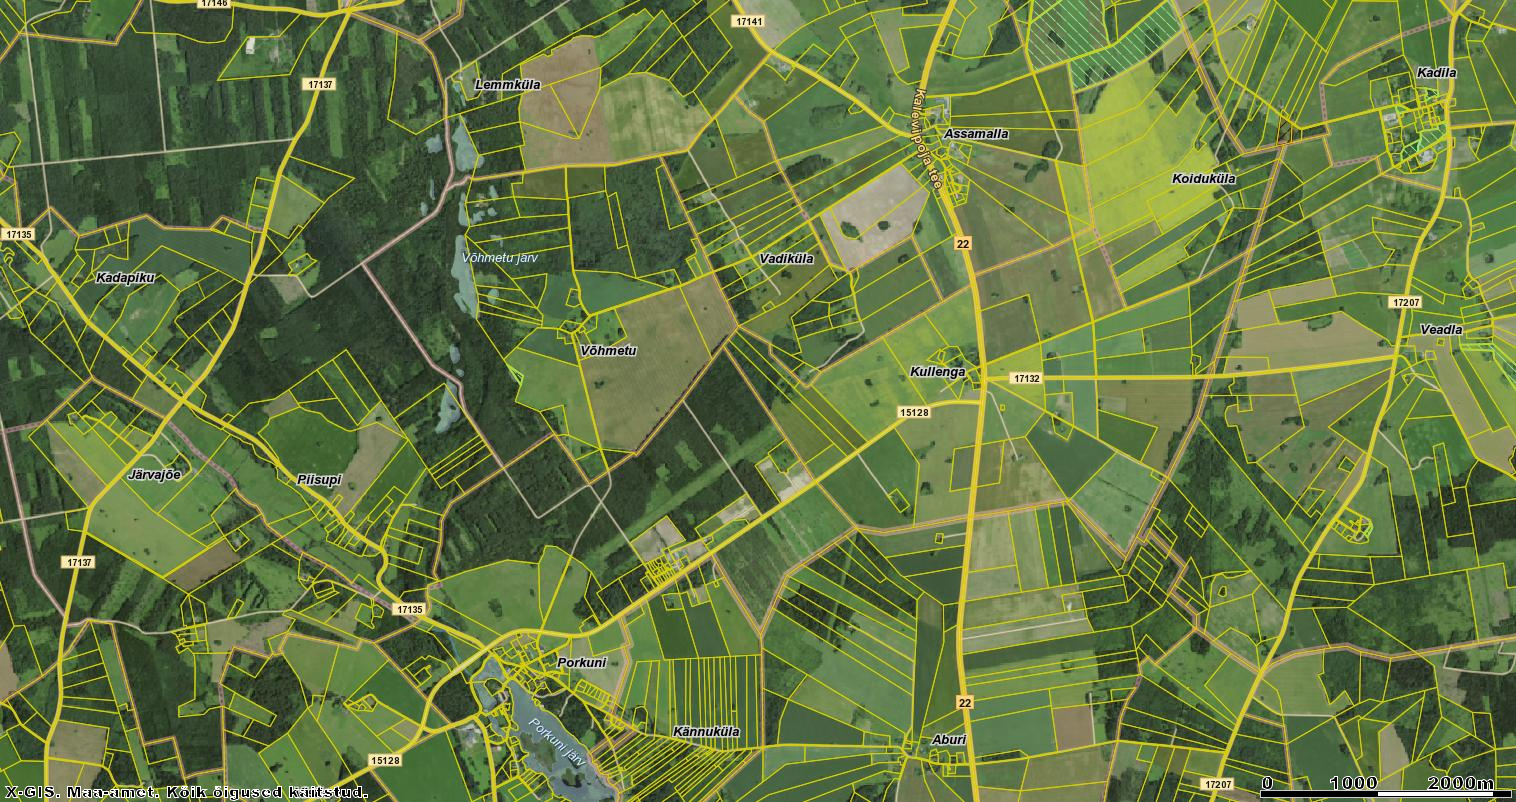 17146
17141
17137
Lemmküla
Kadila
Kalevipoja tee
Assamalla
Koiduküla
17135
22
Võhmetu järv
Vadiküla
Kadapiku
17207
Veadla
Võhmetu
Kullenga
17132
15128
Järvajõe
Piisupi
17137
17135
Porkuni
22
Porkuni järv
Kännuküla
Aburi
15128
17207
0 1000 2000m
X-GIS. Maa-amet. Kõik õigused kaitstud.